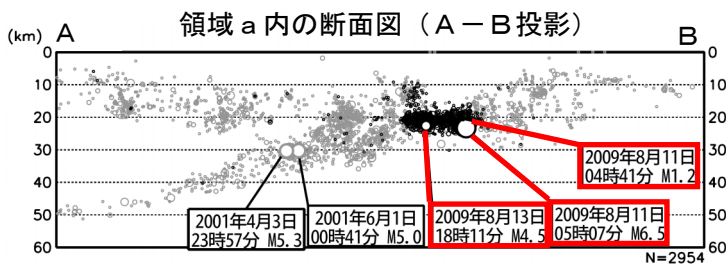 領域a内の断面図（A－B投影）
(km) A B
0 0
10 10
20 20
30 30
40 40
50 50
60 60
2009年8月11日
04時41分 M1.2
2001年4月3日
23時57分 M5.3
2001年6月1日
00時41分 M5.0
2009年8月13日
18時11分 M4.5
2009年8月11日
05時07分 M6.5
N=2954